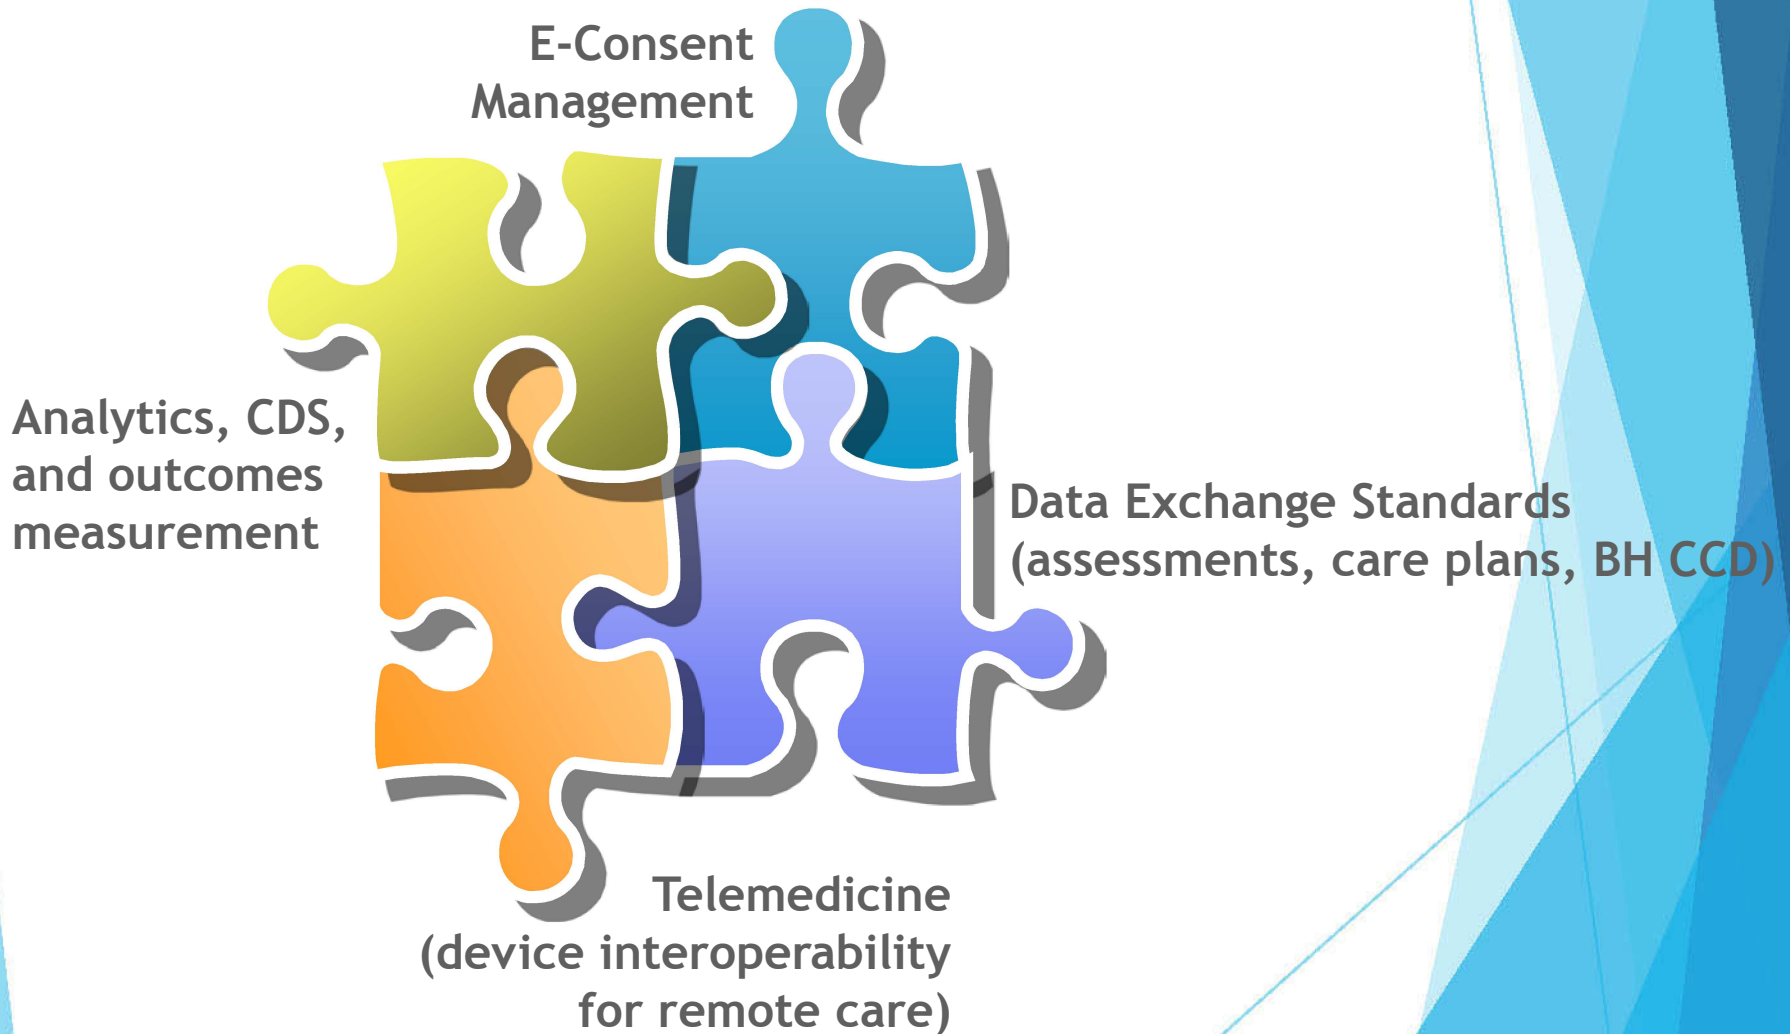 E-Consent
Management
Analytics, CDS,
and outcomes
measurement
Data Exchange Standards
(assessments, care plans, BH CCD)
Telemedicine
(device interoperability
for remote care)